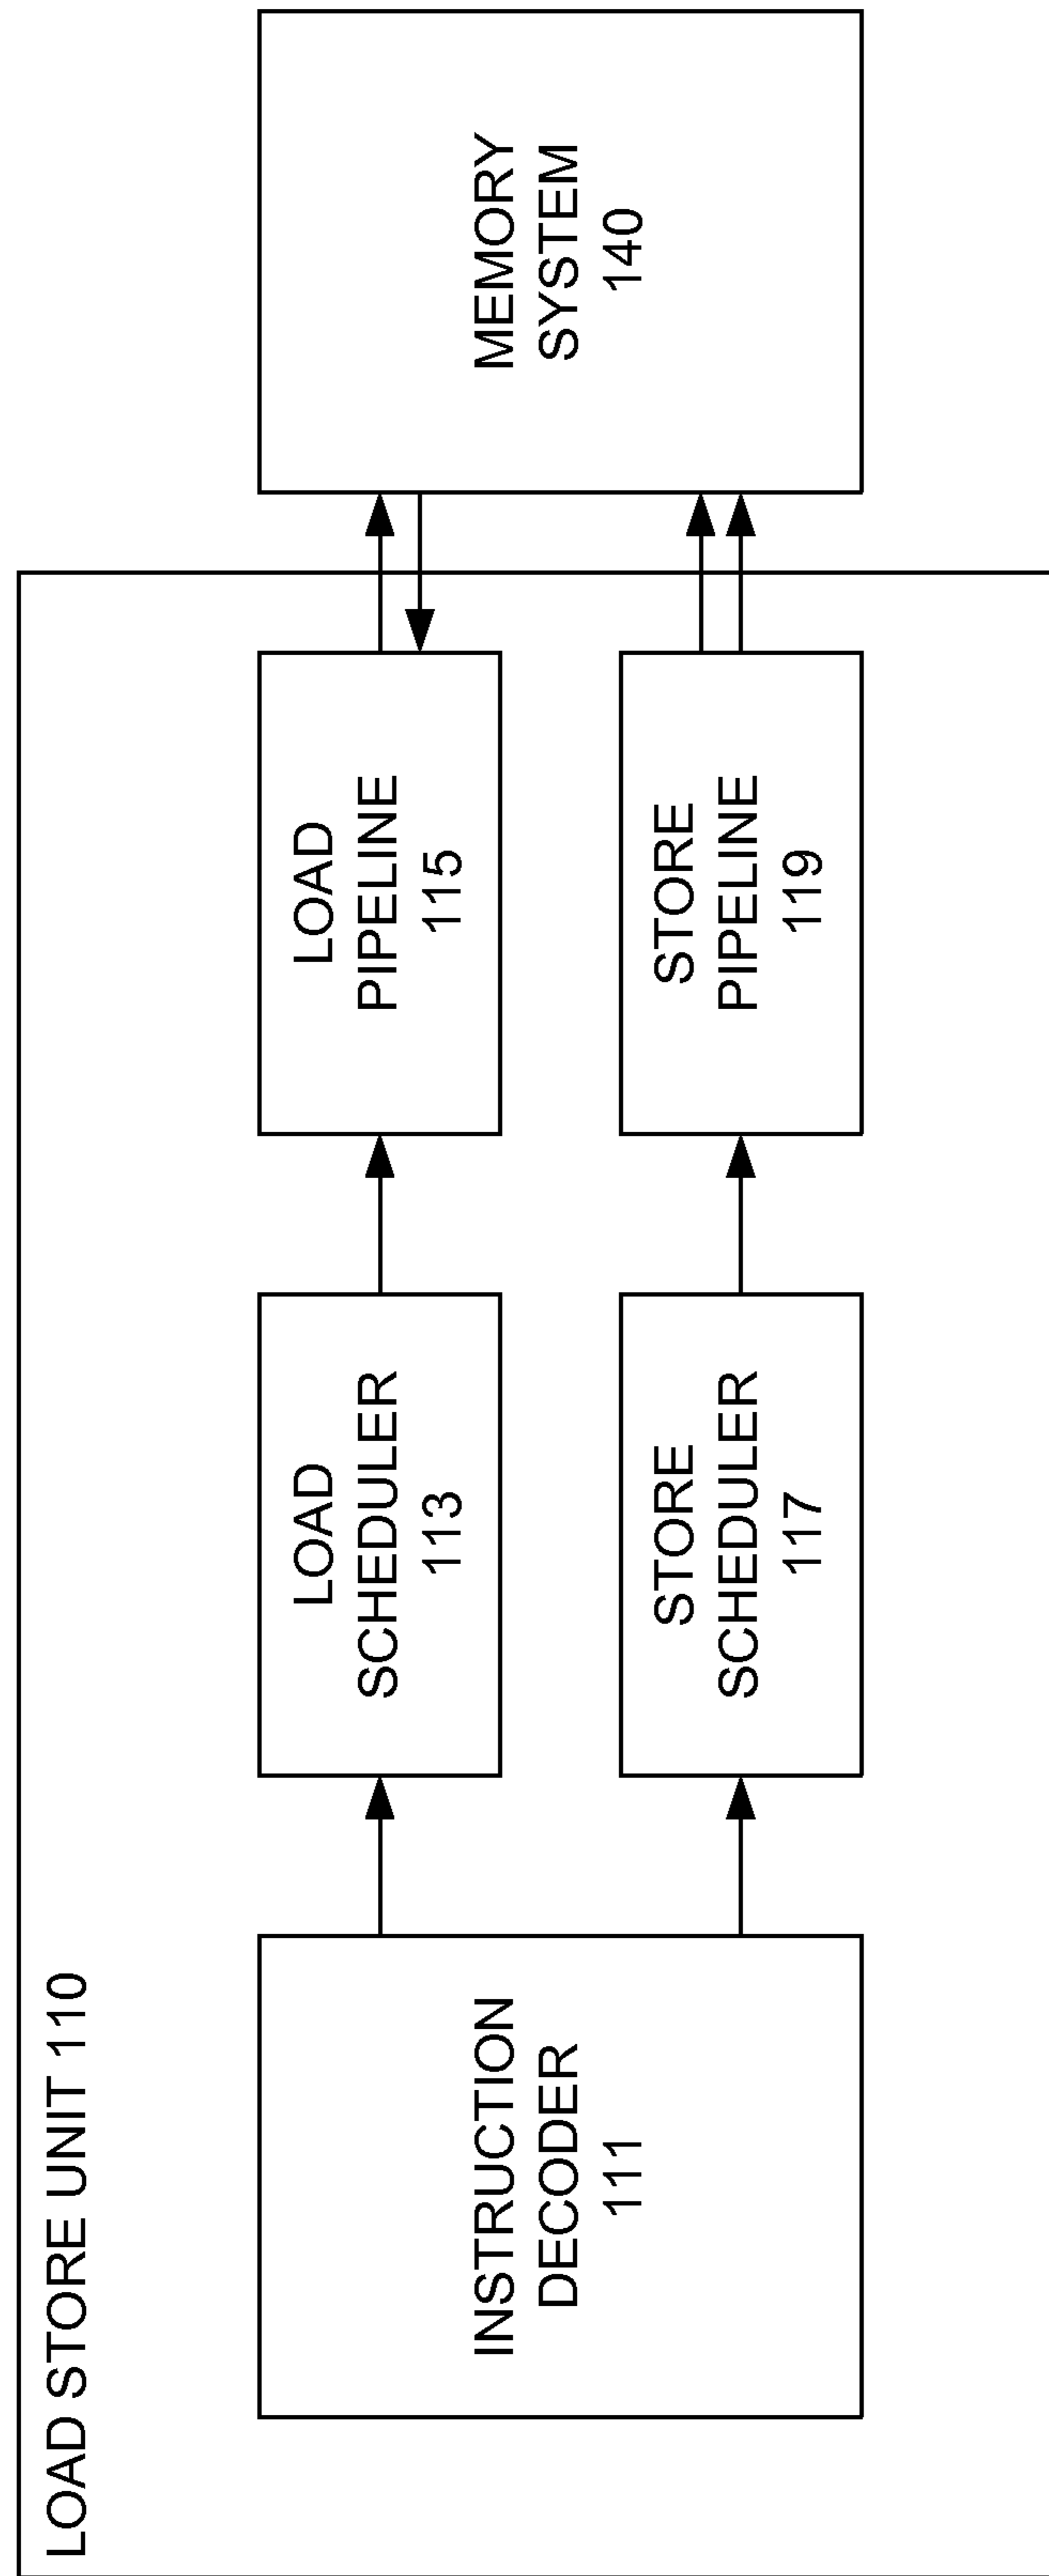 LOAD STORE UNIT 110
INSTRUCTION
DECODER
111
LOAD
SCHEDULER
113
LOAD
PIPELINE
115
STORE
SCHEDULER
117
STORE
PIPELINE
119
MEMORY
SYSTEM
140